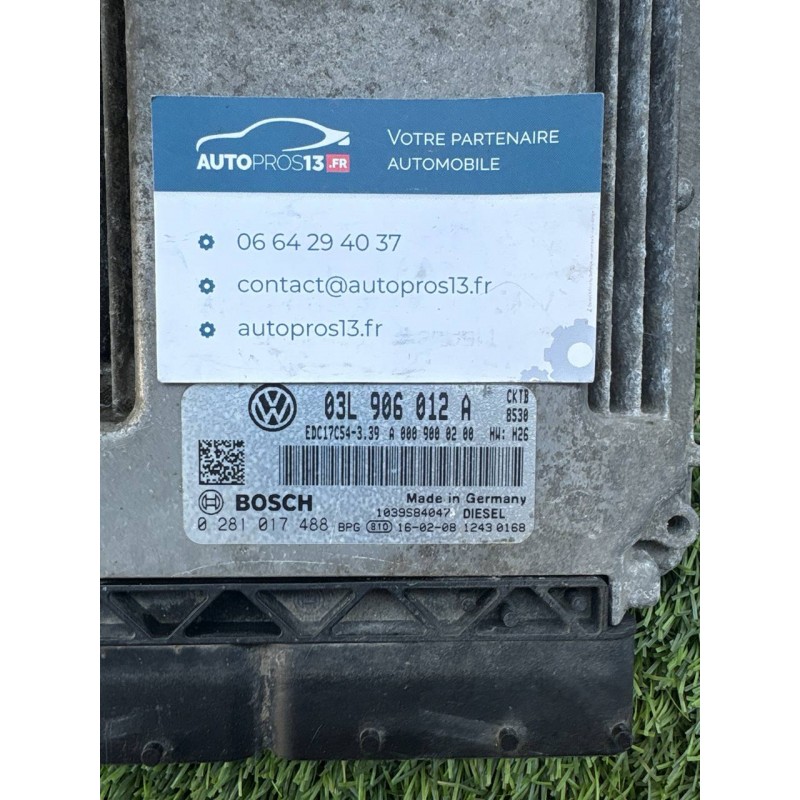 AUTOPROS13.FR
VOTRE PARTENAIRE
AUTOMOBILE
06 64 29 40 37
contact@autopros13.fr
autopros13.fr
03L 906 012 A
CKTB
8530
EDC17C54-3.39 A 000 900 02 00 HW: H26
BOSCH
Made in Germany
1039S84047 DIESEL
0 281 017 488 BPG 810 16-02-08 1243 0168